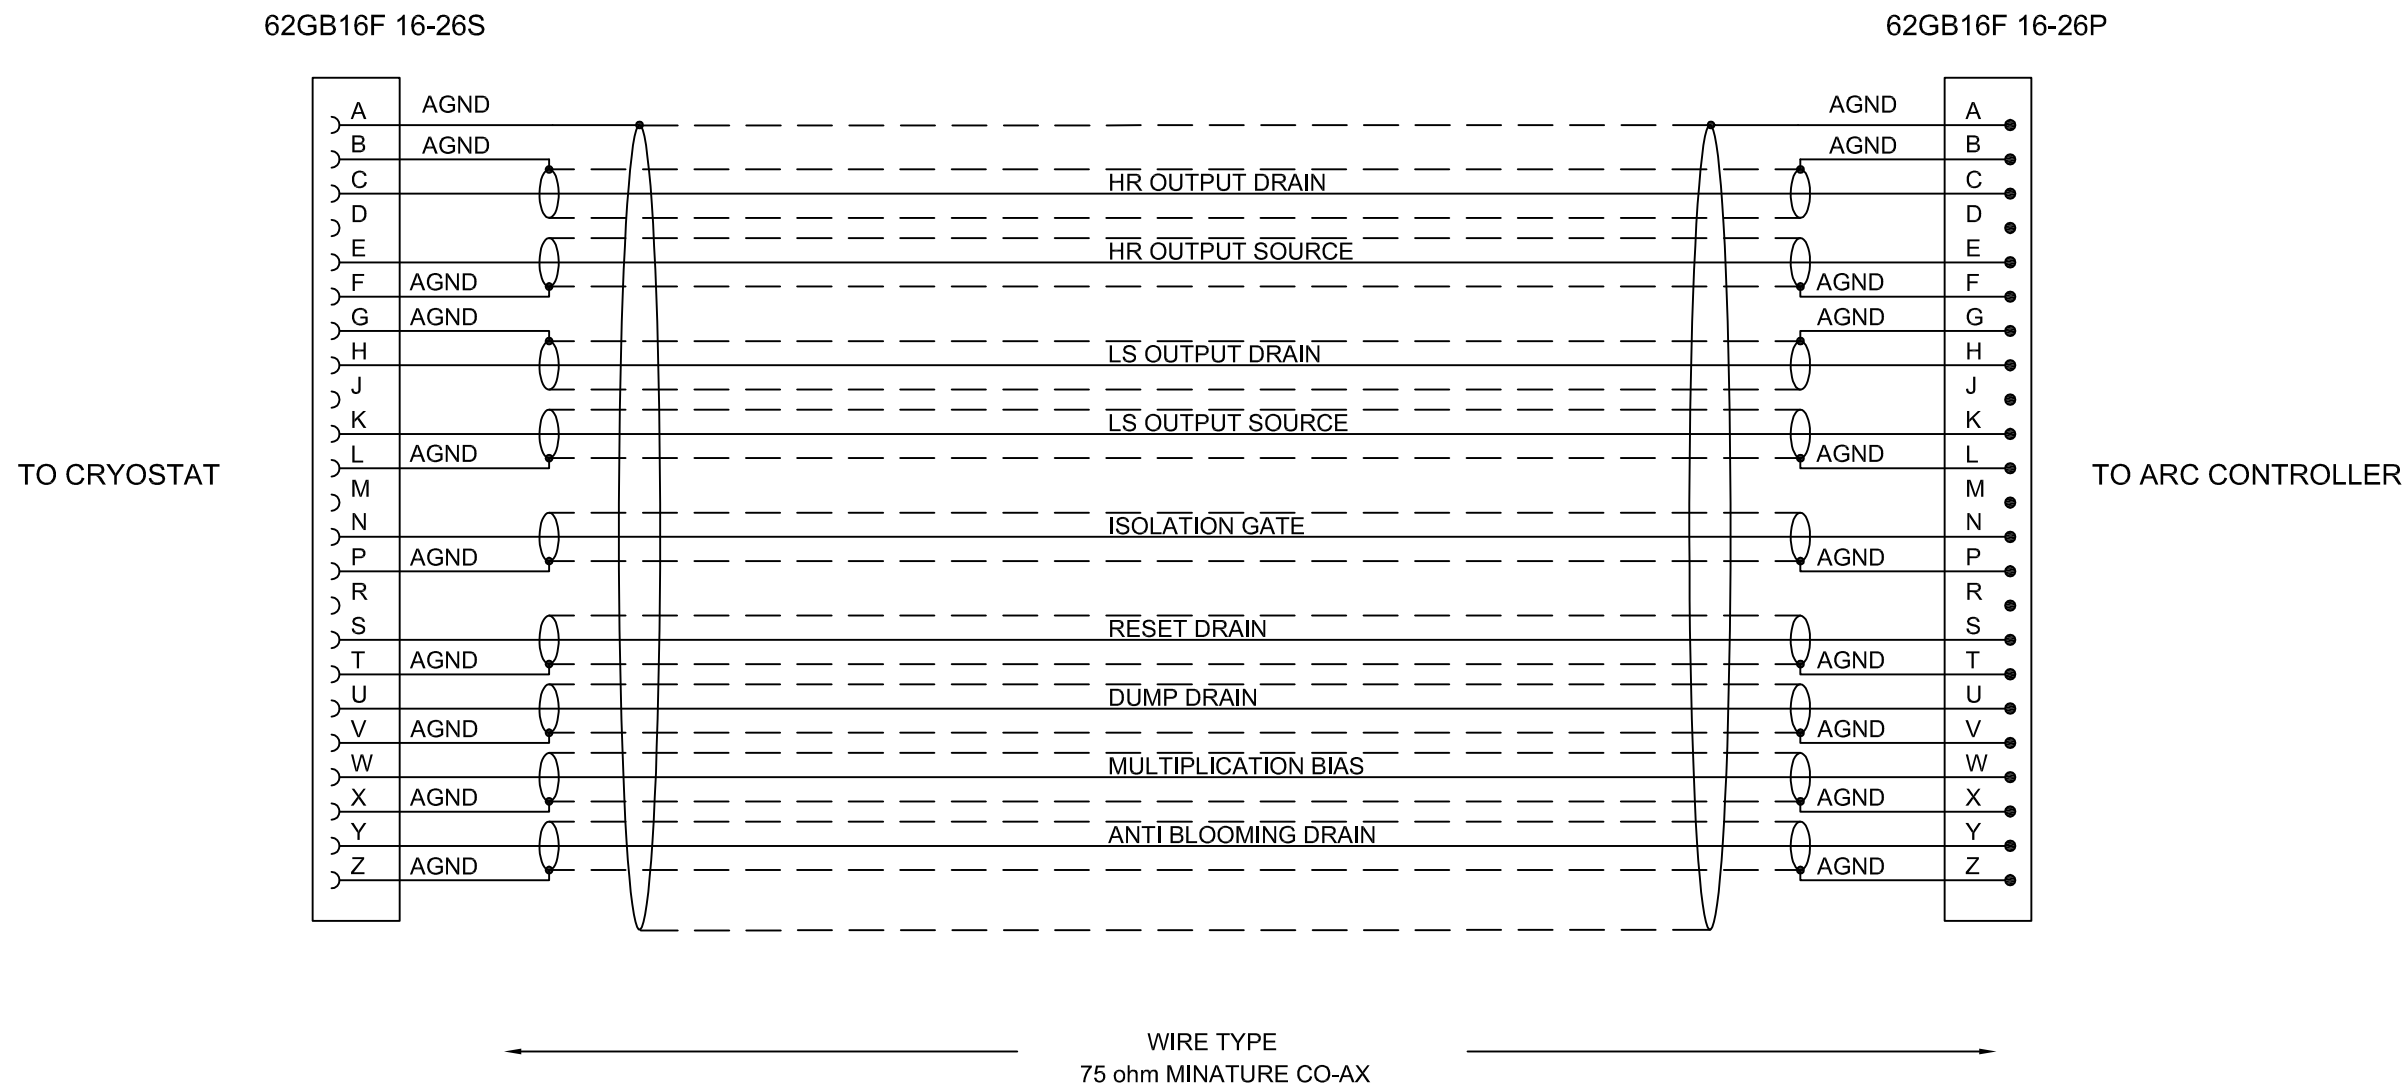 62GB16F 16-26S
62GB16F 16-26P
A AGND AGND A
B AGND AGND B
C HR OUTPUT DRAIN C
D D
E HR OUTPUT SOURCE E
F AGND AGND F
G AGND AGND G
H LS OUTPUT DRAIN H
J J
K LS OUTPUT SOURCE K
L AGND AGND L
TO CRYOSTAT
TO ARC CONTROLLER
M M
N ISOLATION GATE N
P AGND AGND P
R R
S RESET DRAIN S
T AGND AGND T
U DUMP DRAIN U
V AGND AGND V
W MULTIPLICATION BIAS W
X AGND AGND X
Y ANTI BLOOMING DRAIN Y
Z AGND AGND Z
WIRE TYPE
75 ohm MINATURE CO-AX